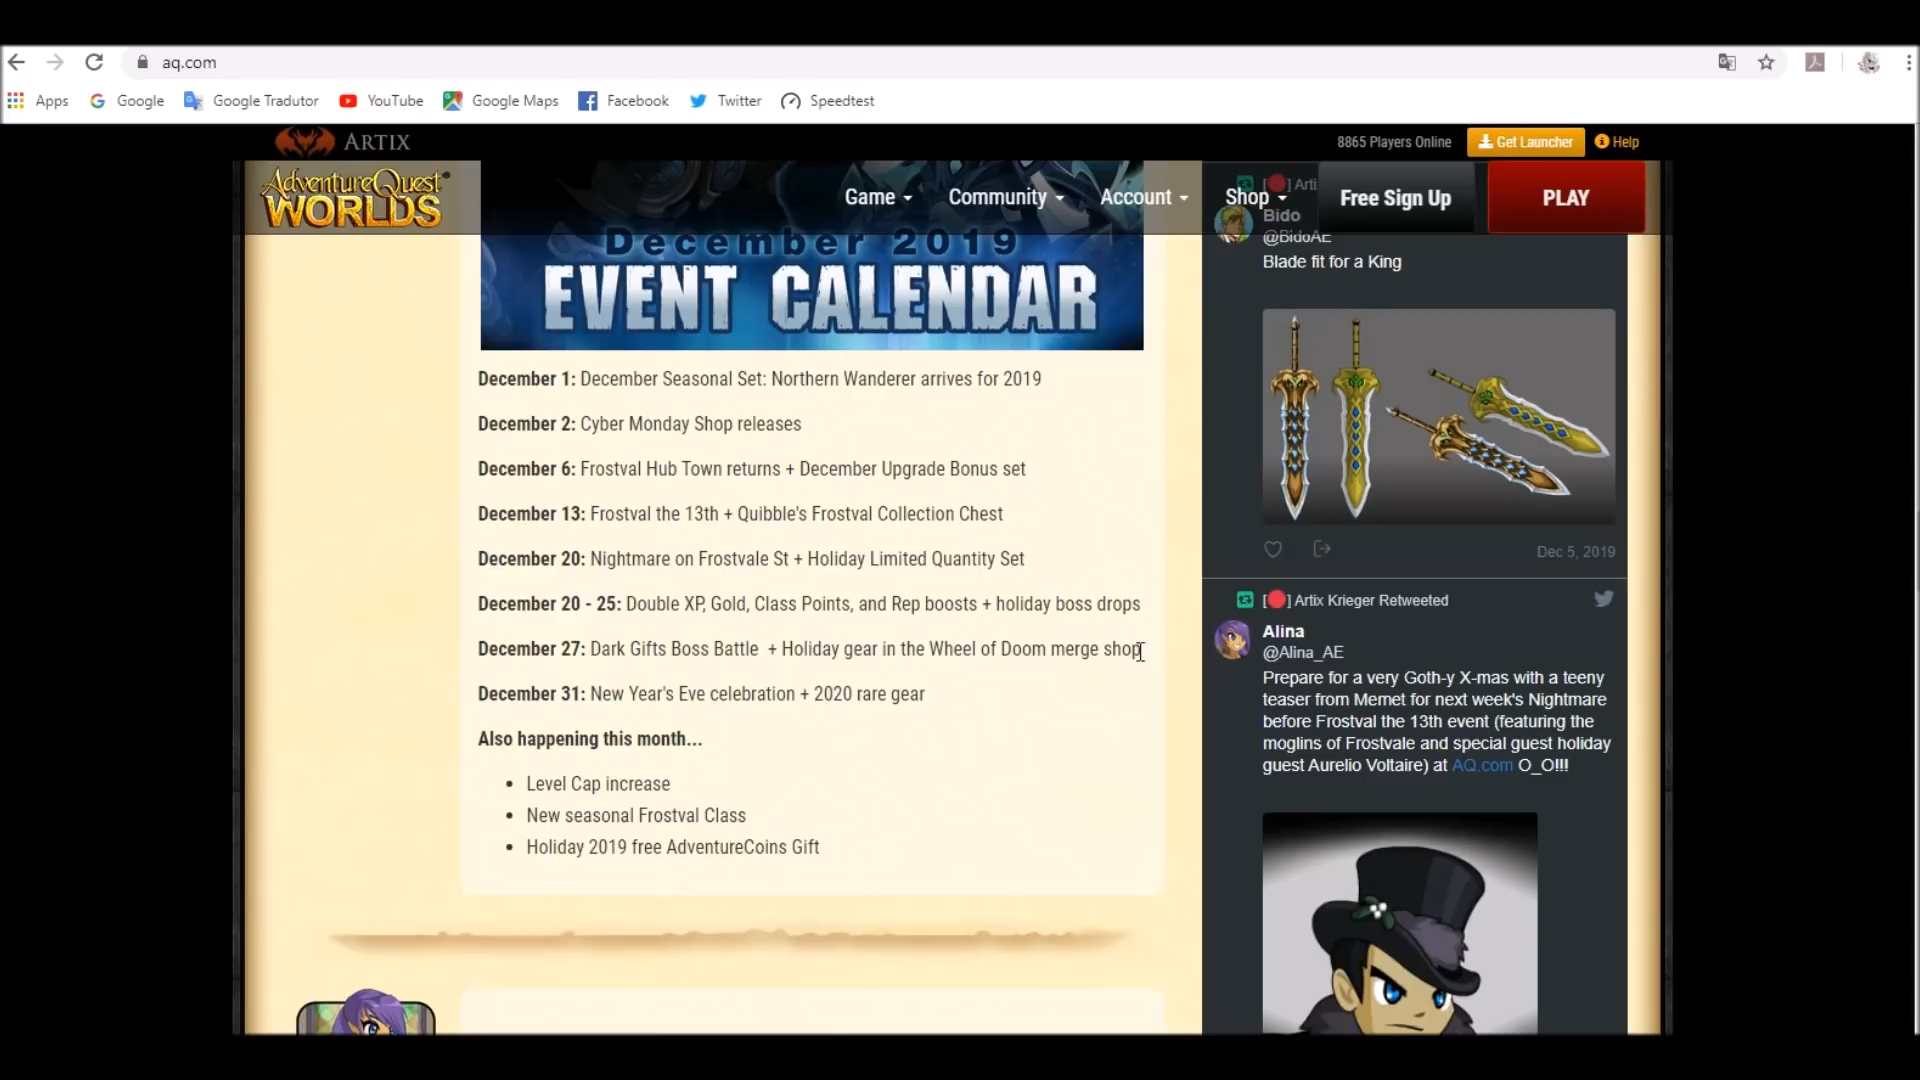 aq.com
Apps Google Google Tradutor YouTube Google Maps Facebook Twitter Speedtest
ARTIX
8865 Players Online Get Launcher Help
AdventureQuest WORLDS
Game Community Account Shop Free Sign Up PLAY
December 2019
EVENT CALENDAR
December 1: December Seasonal Set: Northern Wanderer arrives for 2019
December 2: Cyber Monday Shop releases
December 6: Frostval Hub Town returns + December Upgrade Bonus set
December 13: Frostval the 13th + Quibble's Frostval Collection Chest
December 20: Nightmare on Frostvale St + Holiday Limited Quantity Set
December 20 - 25: Double XP, Gold, Class Points, and Rep boosts + holiday boss drops
December 27: Dark Gifts Boss Battle + Holiday gear in the Wheel of Doom merge shop
December 31: New Year's Eve celebration + 2020 rare gear
Also happening this month...
• Level Cap increase
• New seasonal Frostval Class
• Holiday 2019 free AdventureCoins Gift
[ ] Arti
Bido
@BidoAE
Blade fit for a King
Dec 5, 2019
[ ] Artix Krieger Retweeted
Alina
@Alina_AE
Prepare for a very Goth-y X-mas with a teeny
teaser from Memet for next week's Nightmare
before Frostval the 13th event (featuring the
moglins of Frostvale and special guest holiday
guest Aurelio Voltaire) at AQ.com O_O!!!